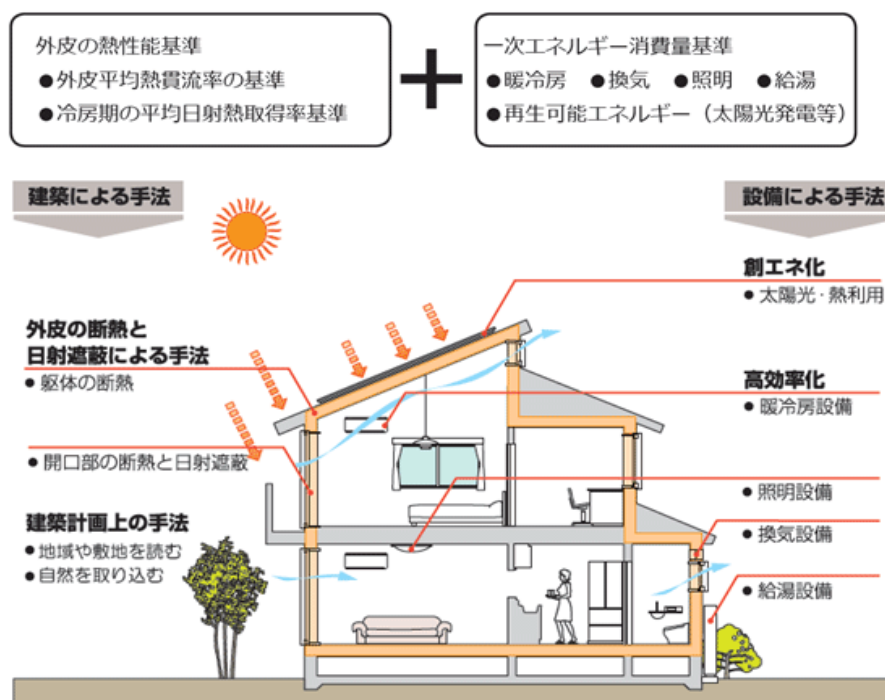 外皮の熱性能基準
●外皮平均熱貫流率の基準
●冷房期の平均日射熱取得率基準
+
一次エネルギー消費量基準
●暖冷房 ●換気 ●照明 ●給湯
●再生可能エネルギー（太陽光発電等）
建築による手法
設備による手法
創エネ化
● 太陽光・熱利用
外皮の断熱と
日射遮蔽による手法
● 躯体の断熱
高効率化
● 暖冷房設備
● 開口部の断熱と日射遮蔽
● 照明設備
建築計画上の手法
● 地域や敷地を読む
● 自然を取り込む
● 換気設備
● 給湯設備